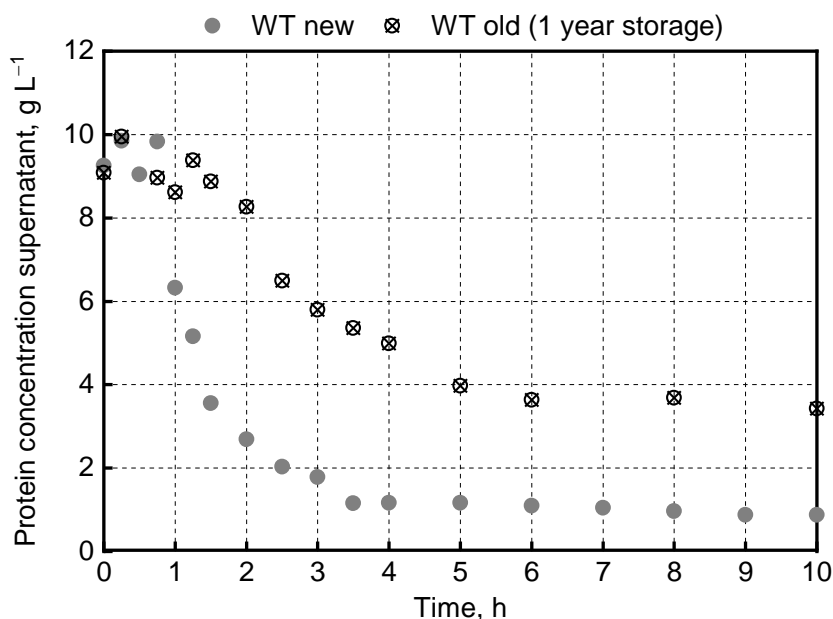 WT new WT old (1 year storage)
Protein concentration supernatant, g L⁻¹
12
10
8
6
4
2
0
0 1 2 3 4 5 6 7 8 9 10
Time, h